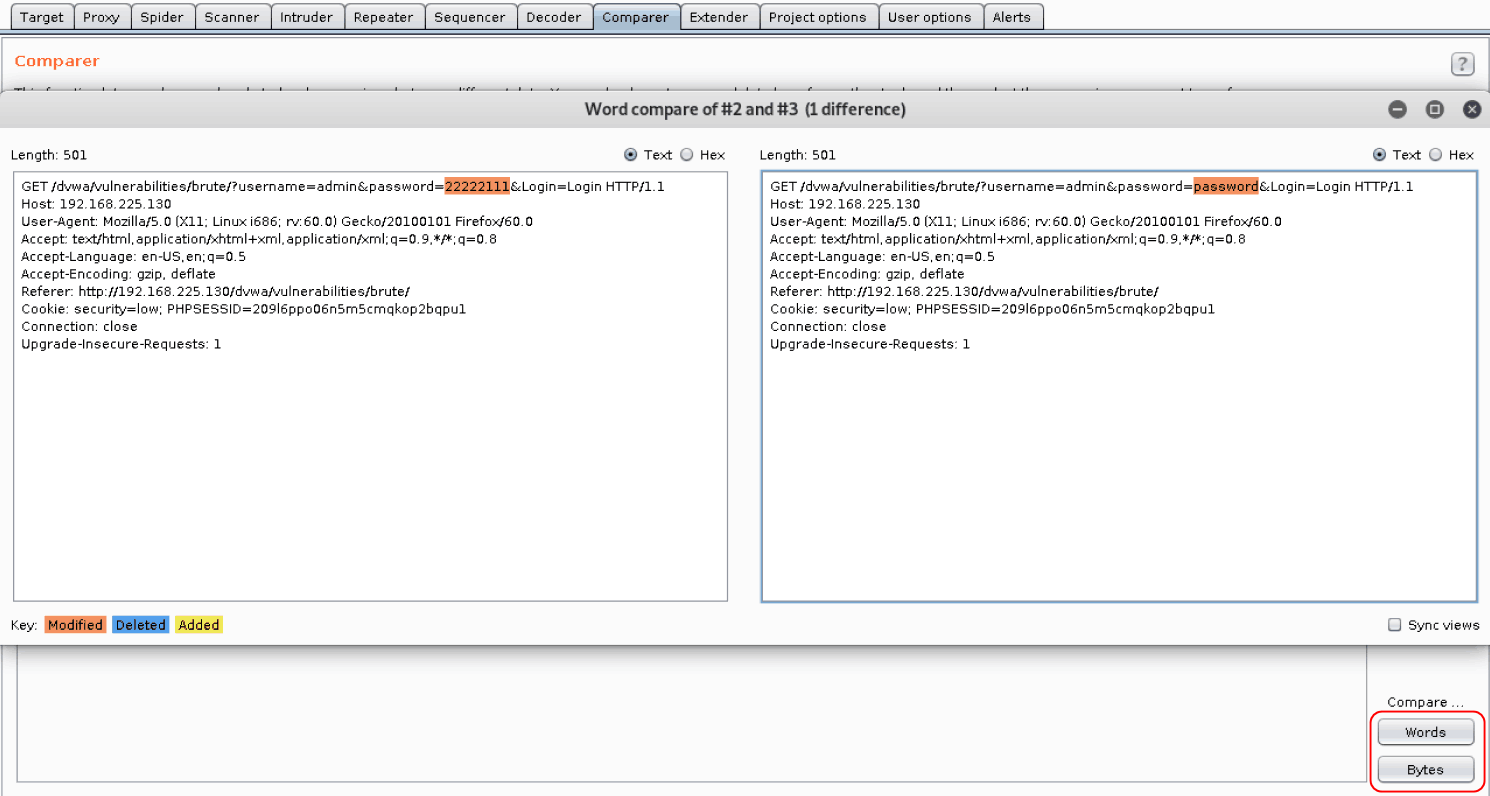 Target Proxy Spider Scanner Intruder Repeater Sequencer Decoder Comparer Extender Project options User options Alerts
Comparer
?
Word compare of #2 and #3 (1 difference)
Length: 501
Text Hex
GET /dvwa/vulnerabilities/brute/?username=admin&password=22222111&Login=Login HTTP/1.1
Host: 192.168.225.130
User-Agent: Mozilla/5.0 (X11; Linux i686; rv:60.0) Gecko/20100101 Firefox/60.0
Accept: text/html,application/xhtml+xml,application/xml;q=0.9,*/*;q=0.8
Accept-Language: en-US,en;q=0.5
Accept-Encoding: gzip, deflate
Referer: http://192.168.225.130/dvwa/vulnerabilities/brute/
Cookie: security=low; PHPSESSID=209l6ppo06n5m5cmqkop2bqpu1
Connection: close
Upgrade-Insecure-Requests: 1
Length: 501
Text Hex
GET /dvwa/vulnerabilities/brute/?username=admin&password=password&Login=Login HTTP/1.1
Host: 192.168.225.130
User-Agent: Mozilla/5.0 (X11; Linux i686; rv:60.0) Gecko/20100101 Firefox/60.0
Accept: text/html,application/xhtml+xml,application/xml;q=0.9,*/*;q=0.8
Accept-Language: en-US,en;q=0.5
Accept-Encoding: gzip, deflate
Referer: http://192.168.225.130/dvwa/vulnerabilities/brute/
Cookie: security=low; PHPSESSID=209l6ppo06n5m5cmqkop2bqpu1
Connection: close
Upgrade-Insecure-Requests: 1
Key: Modified Deleted Added
Sync views
Compare ...
Words
Bytes